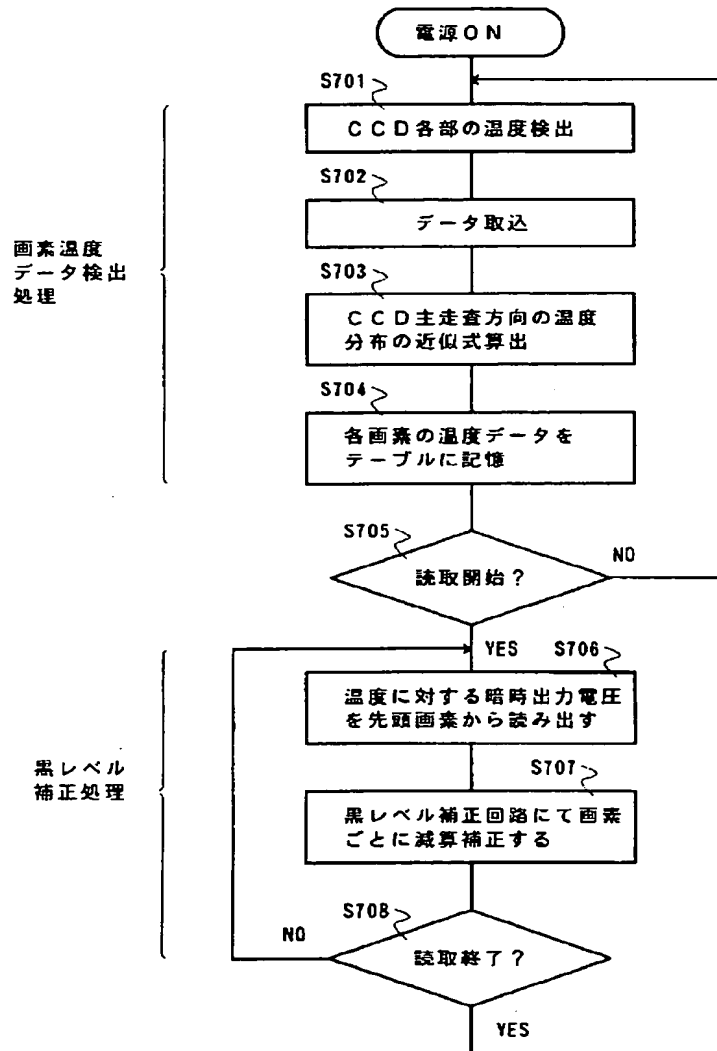 電源ON
S701
CCD各部の温度検出
S702
データ取込
画素温度
データ検出
処理
S703
CCD主走査方向の温度
分布の近似式算出
S704
各画素の温度データを
テーブルに記憶
S705
読取開始?
NO
YES
S706
温度に対する暗時出力電圧
を先頭画素から読み出す
黒レベル
補正処理
S707
黒レベル補正回路にて画素
ごとに減算補正する
S708
NO
読取終了?
YES